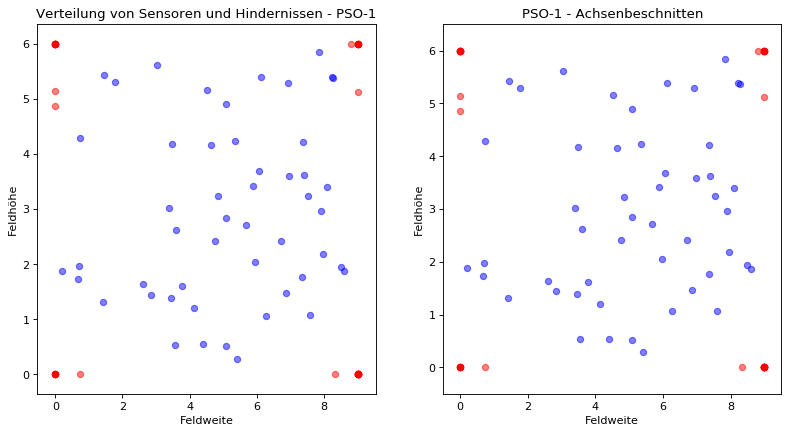 Verteilung von Sensoren und Hindernissen - PSO-1
6
5
4
3
2
1
0
Feldhöhe
0 2 4 6 8
Feldweite
PSO-1 - Achsenbeschnitten
6
5
4
3
2
1
0
Feldhöhe
0 2 4 6 8
Feldweite